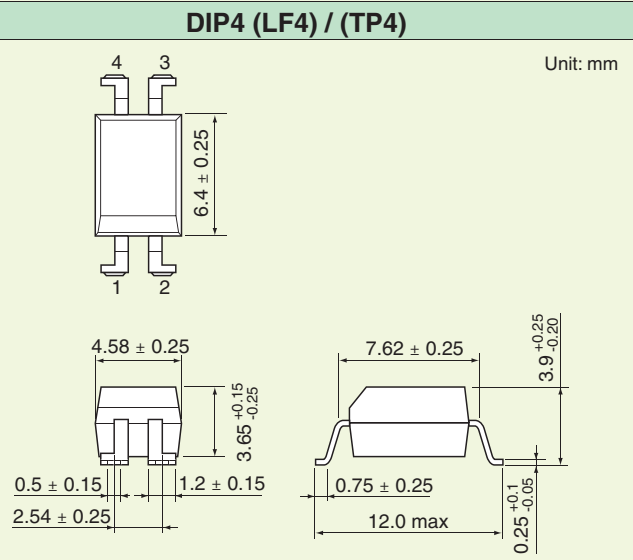 DIP4 (LF4) / (TP4)
Unit: mm
4 3
6.4 ± 0.25
1 2
4.58 ± 0.25
7.62 ± 0.25
3.9 +0.25 -0.20
3.65 +0.15 -0.25
0.5 ± 0.15
1.2 ± 0.15
0.75 ± 0.25
2.54 ± 0.25
12.0 max
0.25 +0.1 -0.05